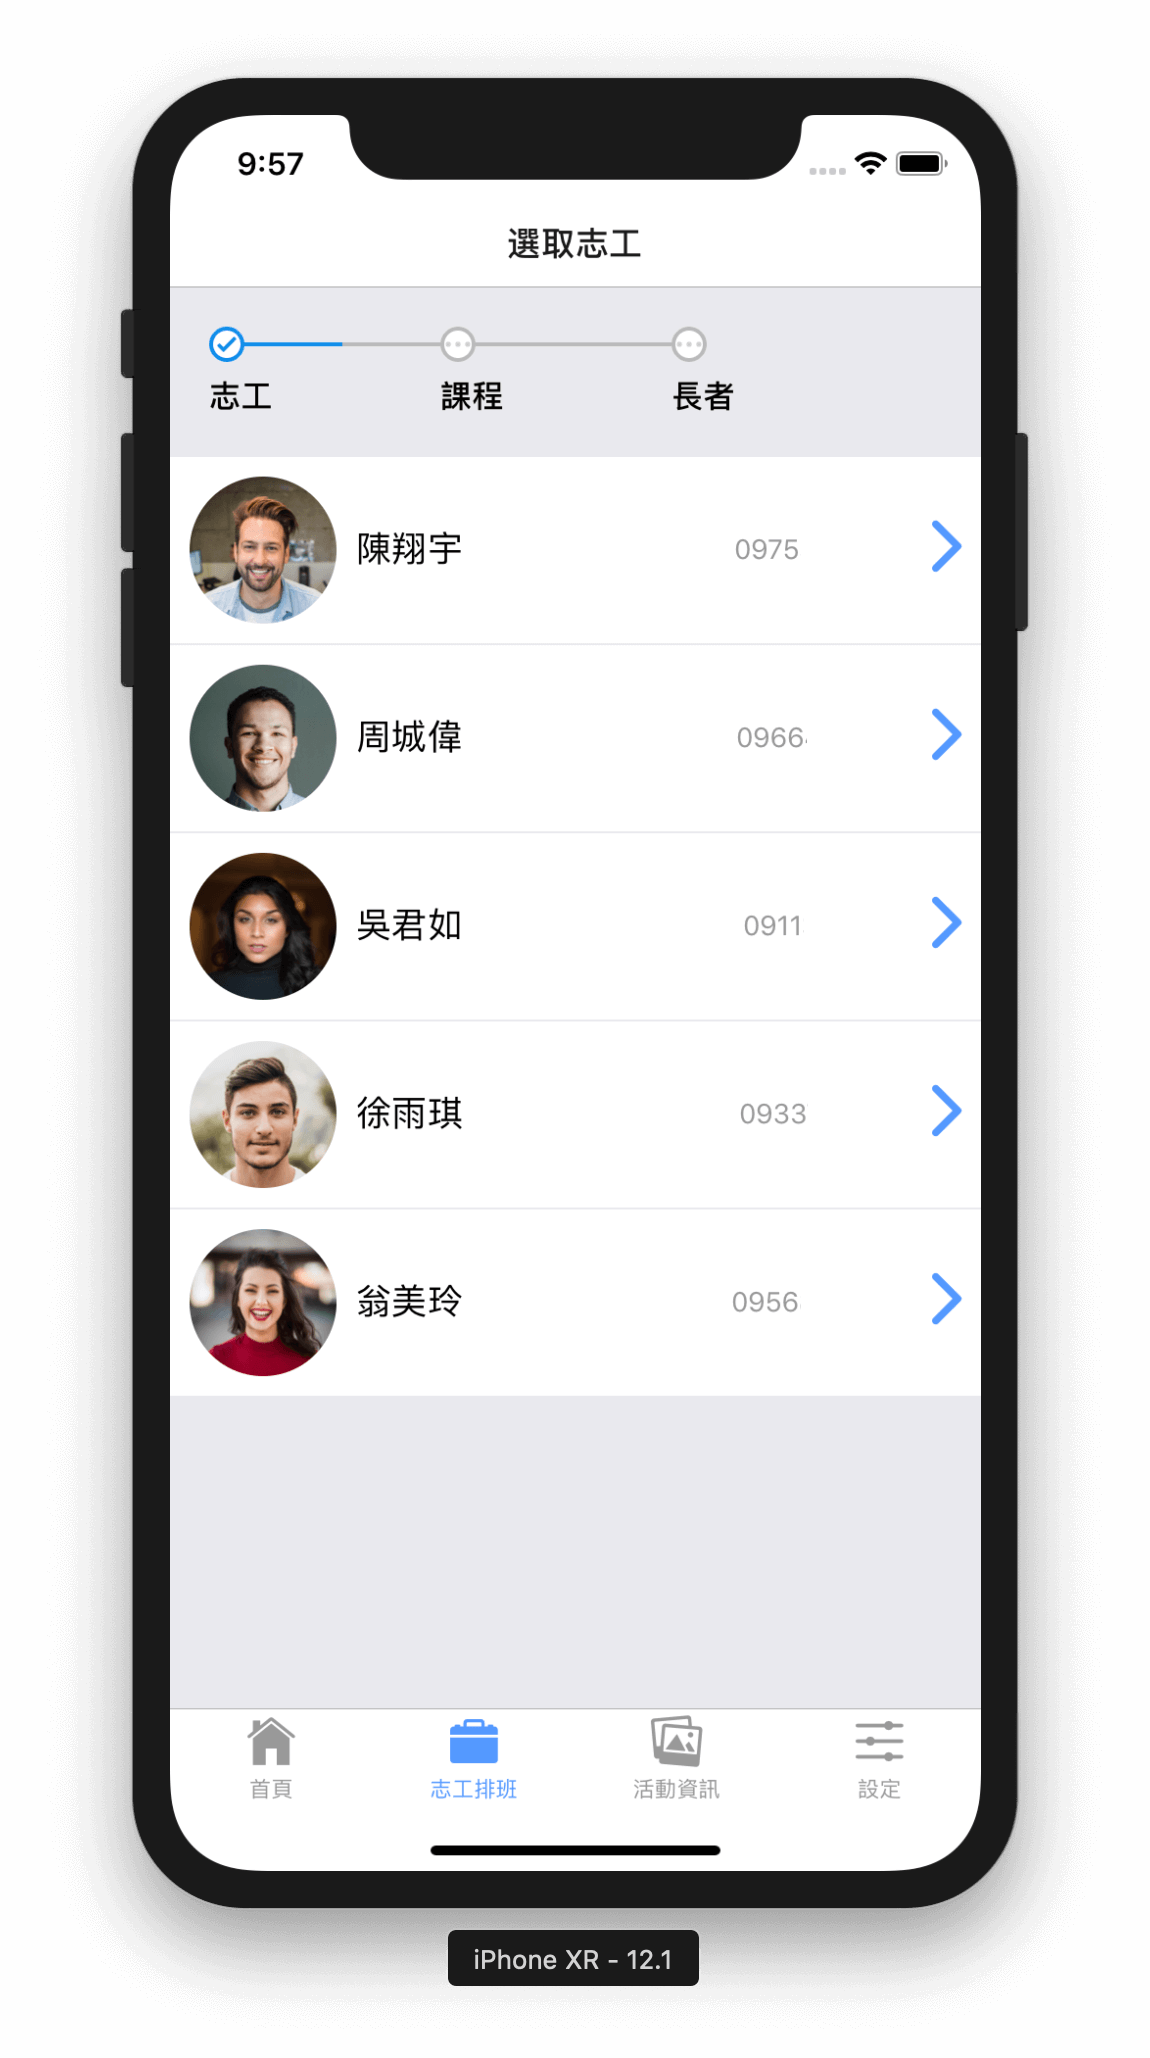 9:57
選取志工
志工 課程 長者
陳翔宇 0975
周城偉 0966
吳君如 0911
徐雨琪 0933
翁美玲 0956
首頁 志工排班 活動資訊 設定
iPhone XR - 12.1